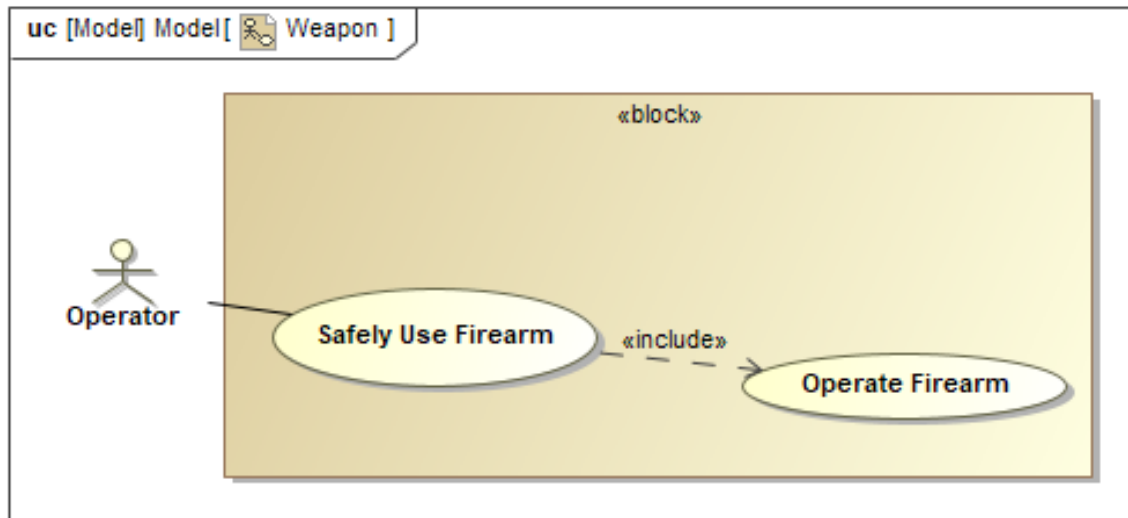 uc [Model] Model[ Weapon ]
«block»
Operator
Safely Use Firearm
«include»
Operate Firearm